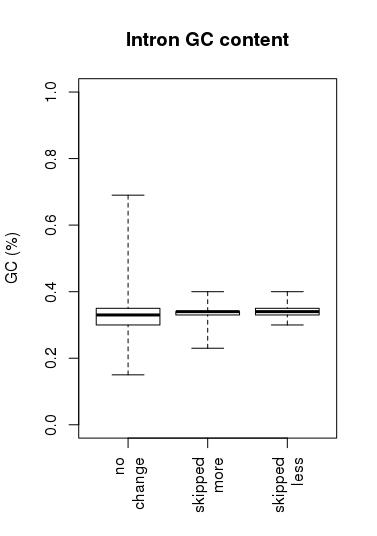 Intron GC content
GC (%)
1.0
0.8
0.6
0.4
0.2
0.0
no
change
skipped
more
skipped
less